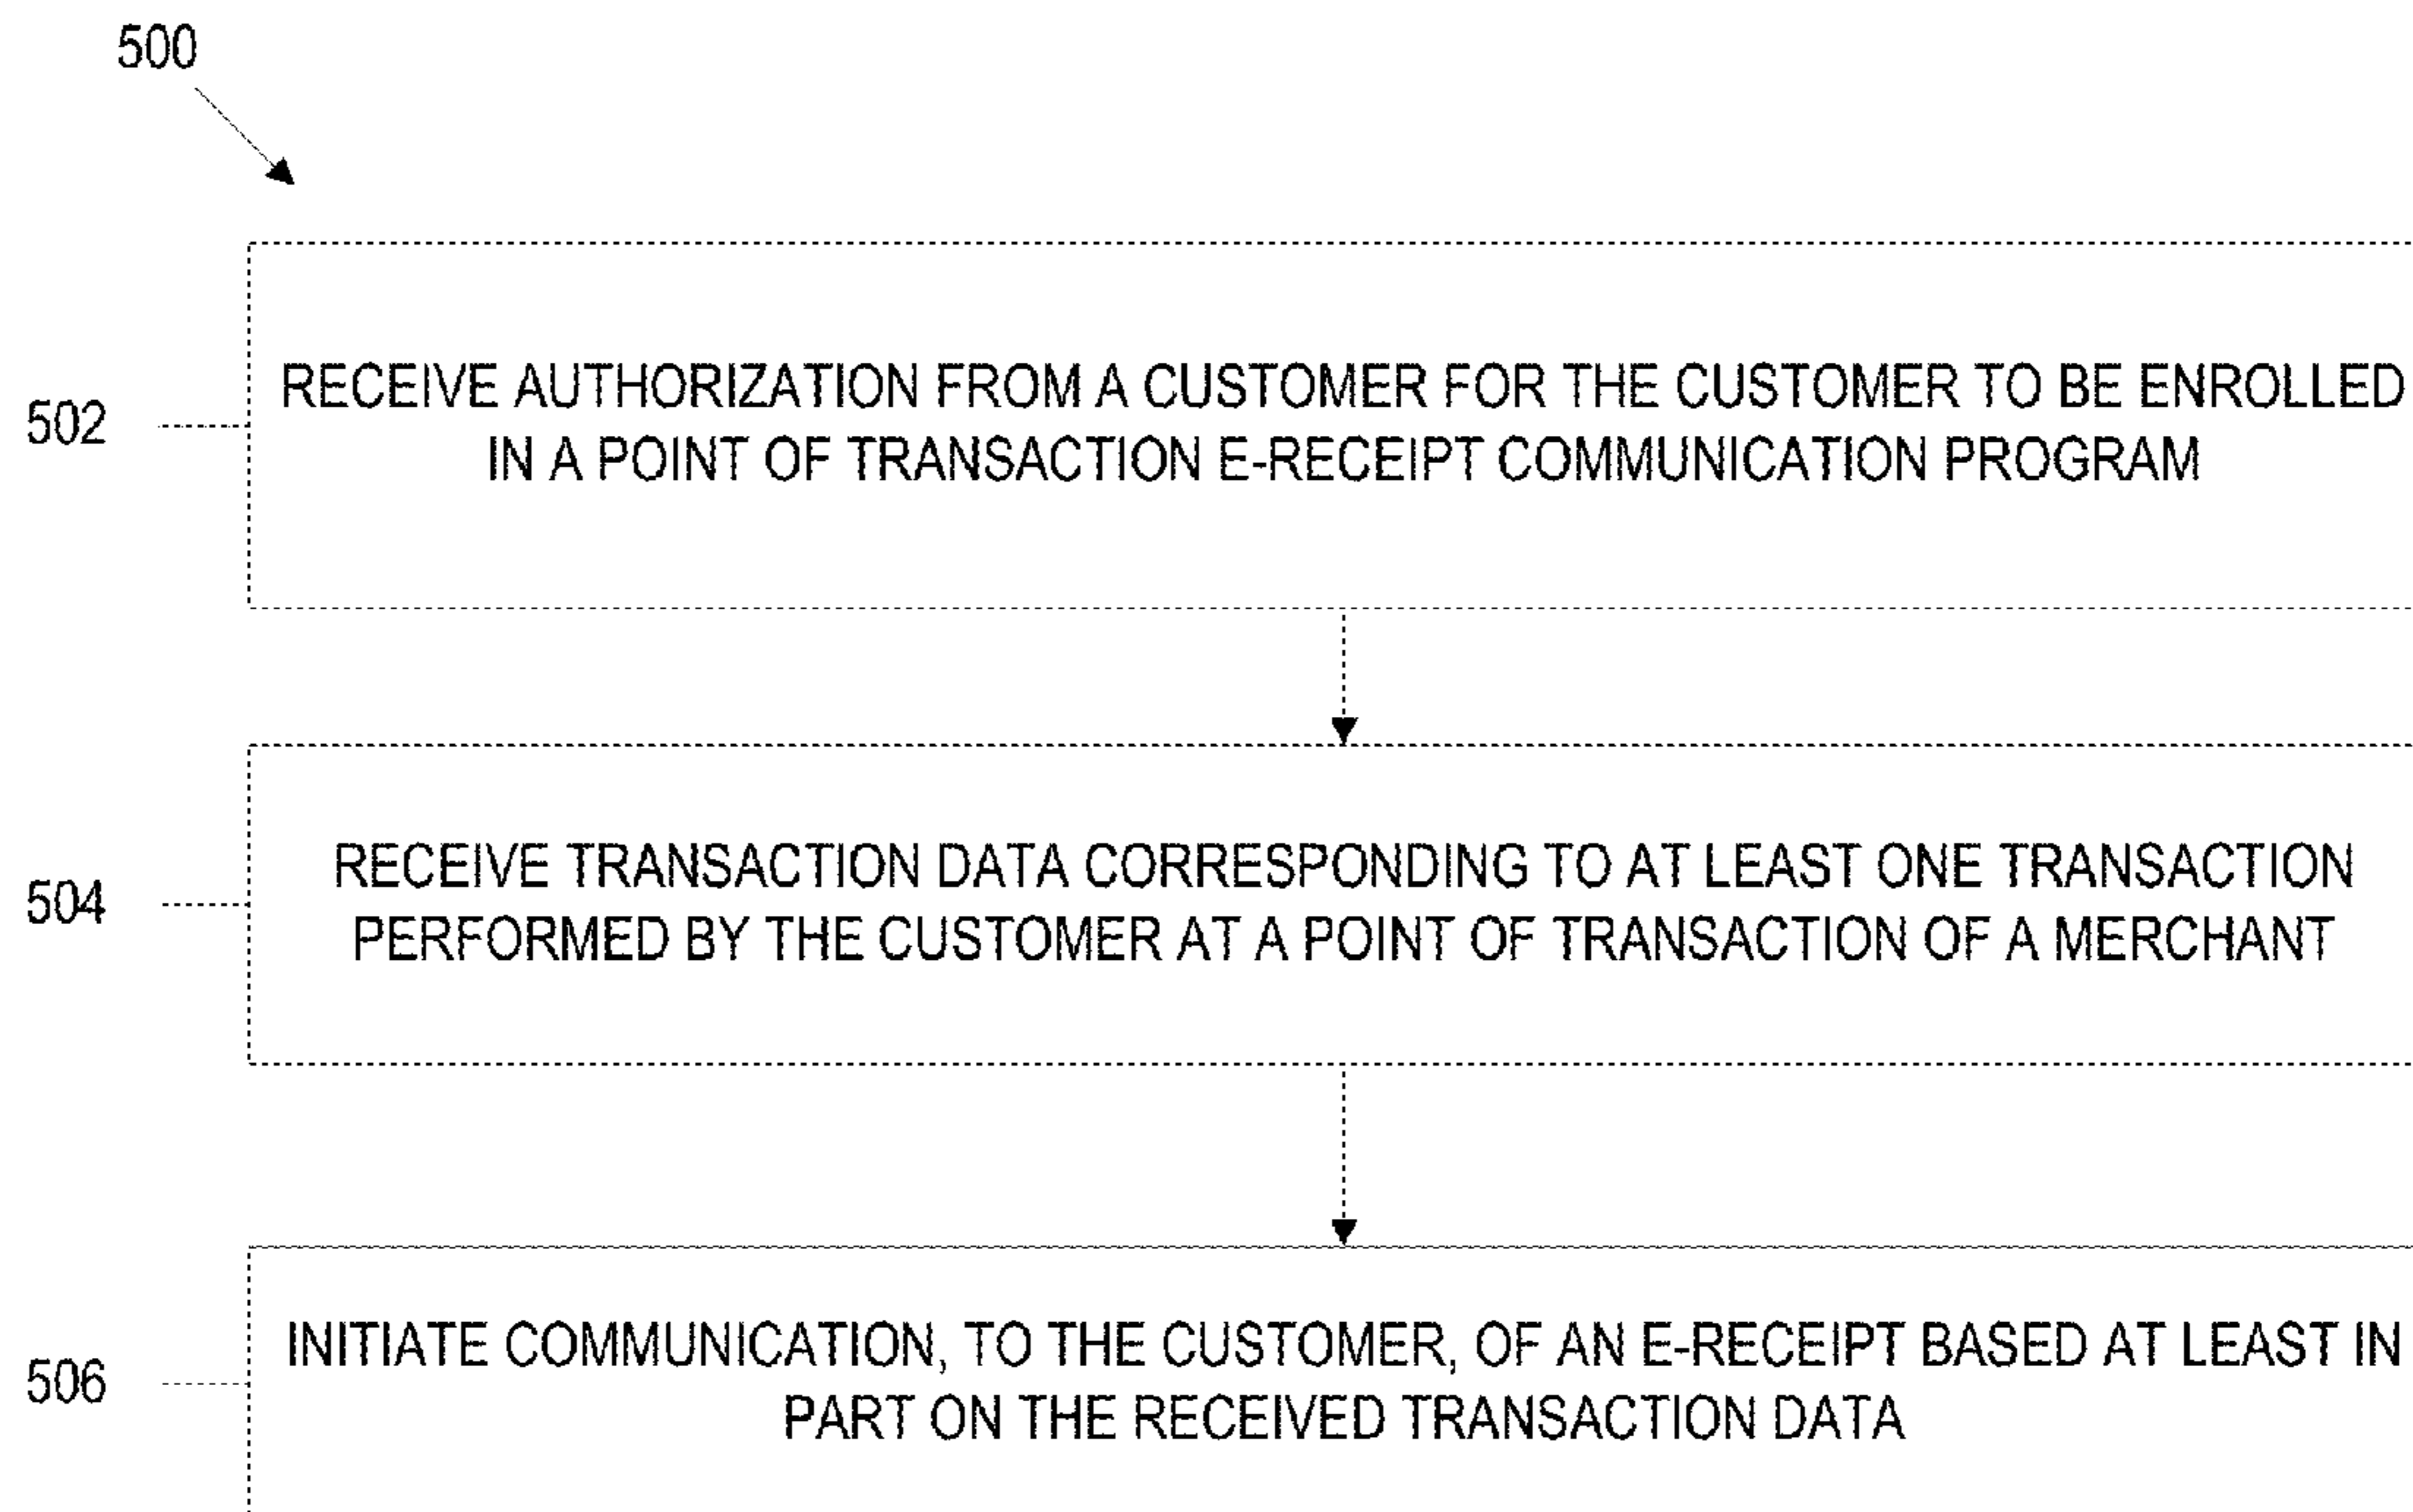 500
502
RECEIVE AUTHORIZATION FROM A CUSTOMER FOR THE CUSTOMER TO BE ENROLLED
IN A POINT OF TRANSACTION E-RECEIPT COMMUNICATION PROGRAM
504
RECEIVE TRANSACTION DATA CORRESPONDING TO AT LEAST ONE TRANSACTION
PERFORMED BY THE CUSTOMER AT A POINT OF TRANSACTION OF A MERCHANT
506
INITIATE COMMUNICATION, TO THE CUSTOMER, OF AN E-RECEIPT BASED AT LEAST IN
PART ON THE RECEIVED TRANSACTION DATA